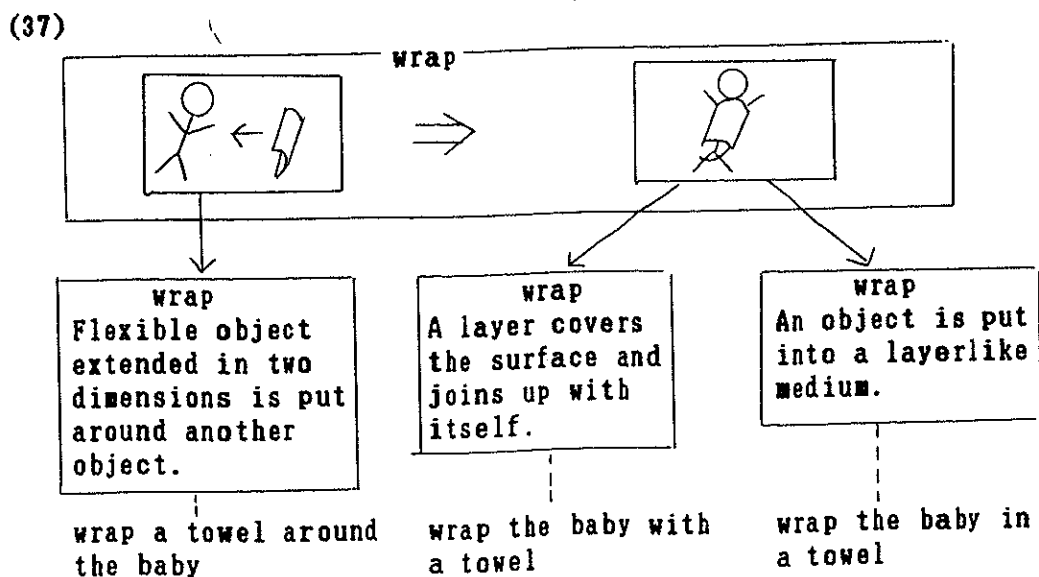 (37)
wrap
wrap
Flexible object
extended in two
dimensions is put
around another
object.
wrap
A layer covers
the surface and
joins up with
itself.
wrap
An object is put
into a layerlike
medium.
wrap a towel around
the baby
wrap the baby with
a towel
wrap the baby in
a towel